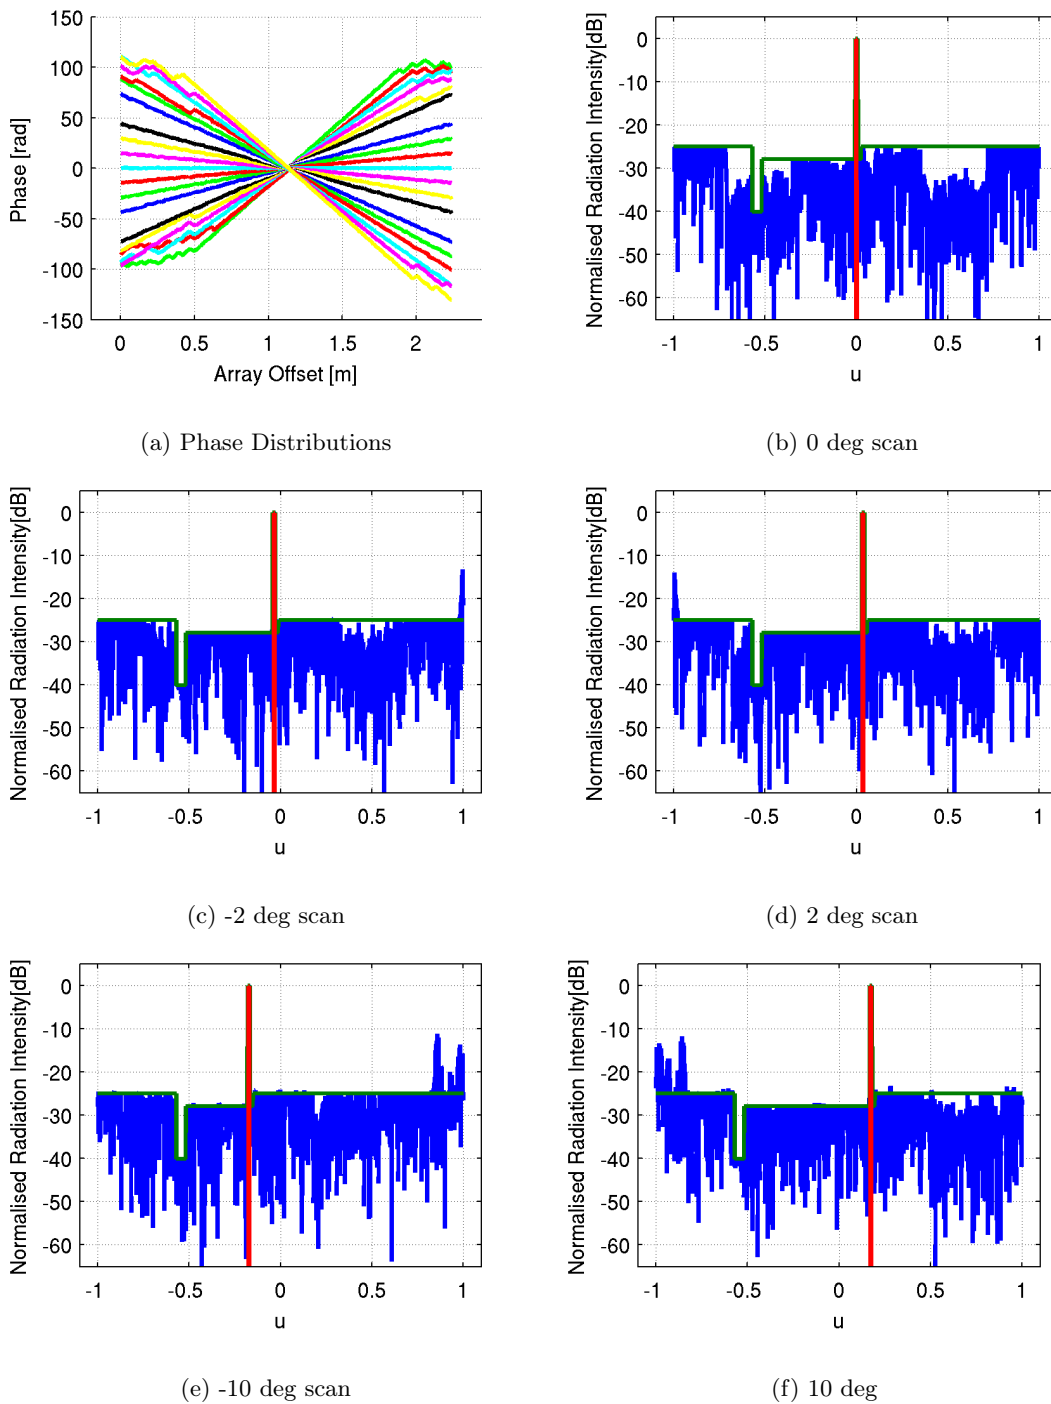 150
100
50
0
-50
-100
-150
Phase [rad]
0 0.5 1 1.5 2
Array Offset [m]
(a) Phase Distributions
0
-10
-20
-30
-40
-50
-60
Normalised Radiation Intensity[dB]
-1 -0.5 0 0.5 1
u
(b) 0 deg scan
0
-10
-20
-30
-40
-50
-60
Normalised Radiation Intensity[dB]
-1 -0.5 0 0.5 1
u
(c) -2 deg scan
0
-10
-20
-30
-40
-50
-60
Normalised Radiation Intensity[dB]
-1 -0.5 0 0.5 1
u
(d) 2 deg scan
0
-10
-20
-30
-40
-50
-60
Normalised Radiation Intensity[dB]
-1 -0.5 0 0.5 1
u
(e) -10 deg scan
0
-10
-20
-30
-40
-50
-60
Normalised Radiation Intensity[dB]
-1 -0.5 0 0.5 1
u
(f) 10 deg